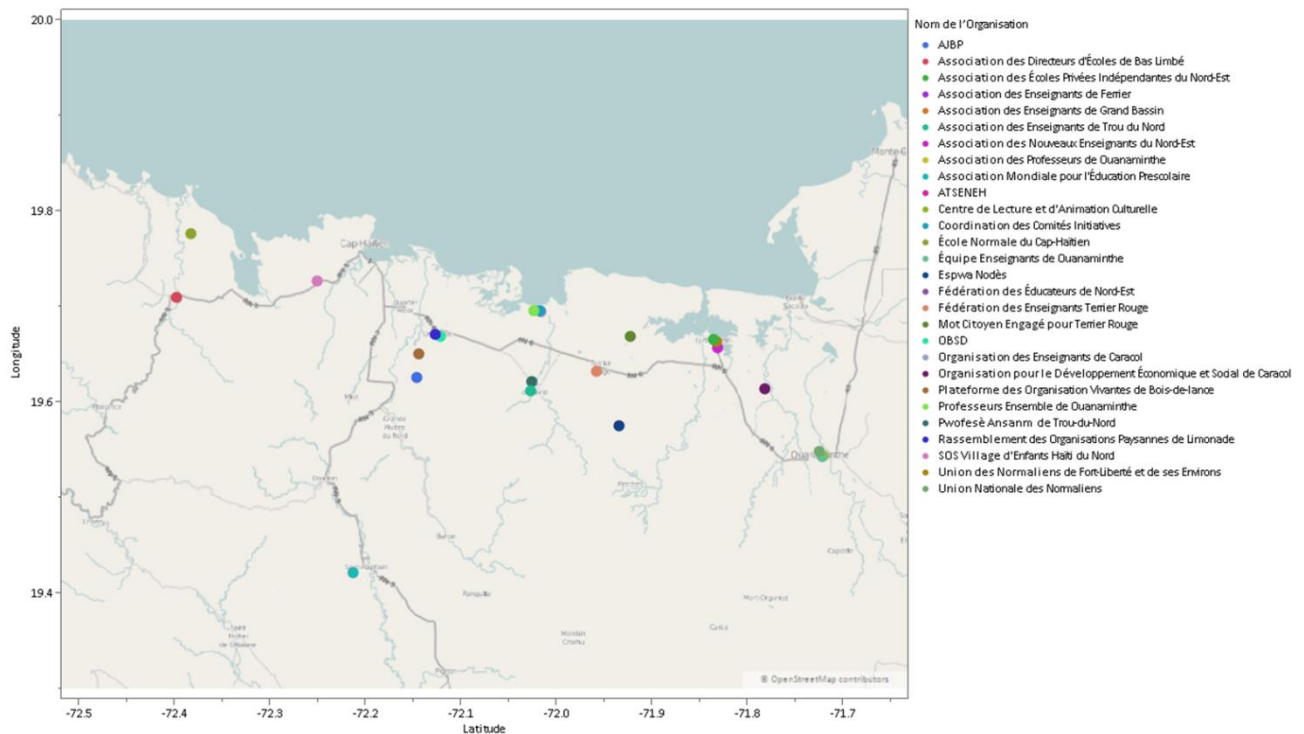 20.0
19.8
19.6
19.4
Longitude
-72.5
-72.4
-72.3
-72.2
-72.1
-72.0
-71.9
-71.8
-71.7
Latitude
Cap-Haïtien
Grande
Rivière
du Nord
Ranquitte
© OpenStreetMap contributors
Nom de l'Organisation
AJBP
Association des Directeurs d'Écoles de Bas Limbé
Association des Écoles Privées Indépendantes du Nord-Est
Association des Enseignants de Ferrier
Association des Enseignants de Grand Bassin
Association des Enseignants de Trou du Nord
Association des Nouveaux Enseignants du Nord-Est
Association des Professeurs de Ouanaminthe
Association Mondiale pour l'Éducation Prescolaire
ATSENEH
Centre de Lecture et d'Animation Culturelle
Coordination des Comités Initiatives
École Normale du Cap-Haïtien
Équipe Enseignants de Ouanaminthe
Espwa Nodès
Fédération des Éducateurs de Nord-Est
Fédération des Enseignants Terrier Rouge
Mot Citoyen Engagé pour Terrier Rouge
OBSD
Organisation des Enseignants de Caracol
Organisation pour le Développement Économique et Social de Caracol
Plateforme des Organisation Vivantes de Bois-de-lance
Professeurs Ensemble de Ouanaminthe
Pwofesè Ansanm de Trou-du-Nord
Rassemblement des Organisations Paysannes de Limonade
SOS Village d'Enfants Haïti du Nord
Union des Normaliens de Fort-Liberté et de ses Environs
Union Nationale des Normaliens